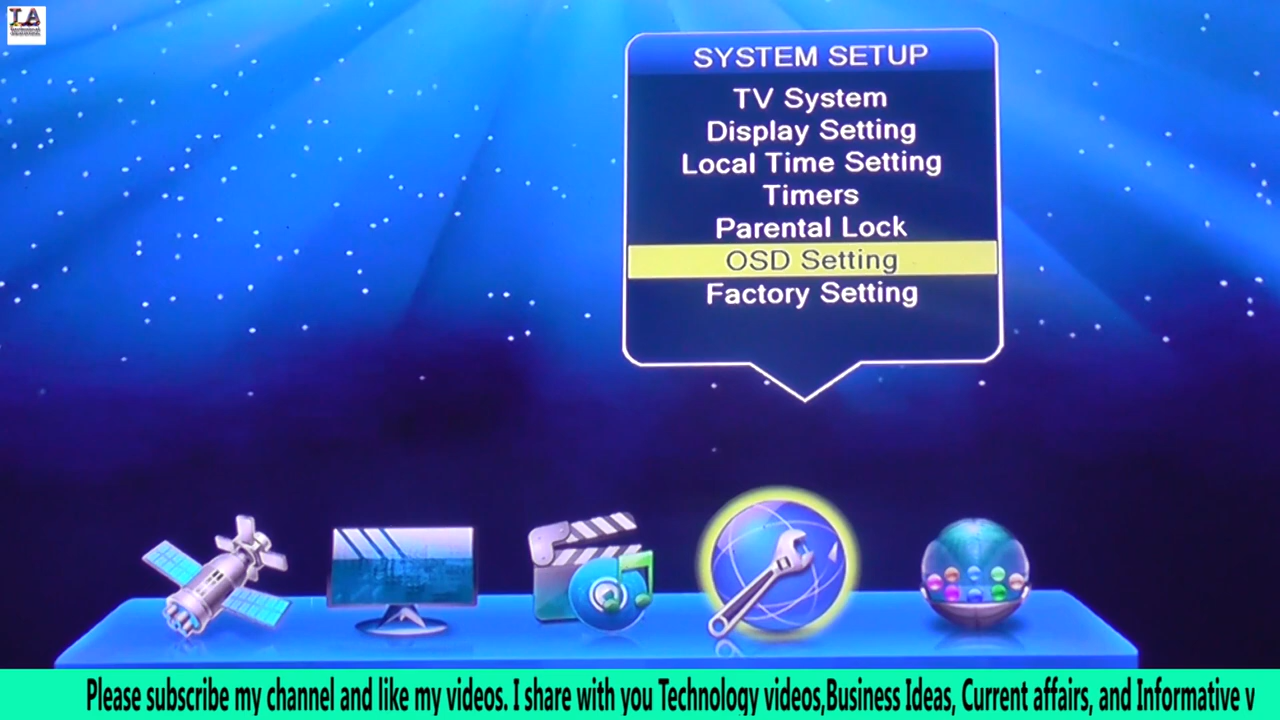 SYSTEM SETUP
TV System
Display Setting
Local Time Setting
Timers
Parental Lock
OSD Setting
Factory Setting
Please subscribe my channel and like my videos. I share with you Technology videos,Business Ideas, Current affairs, and Informative v